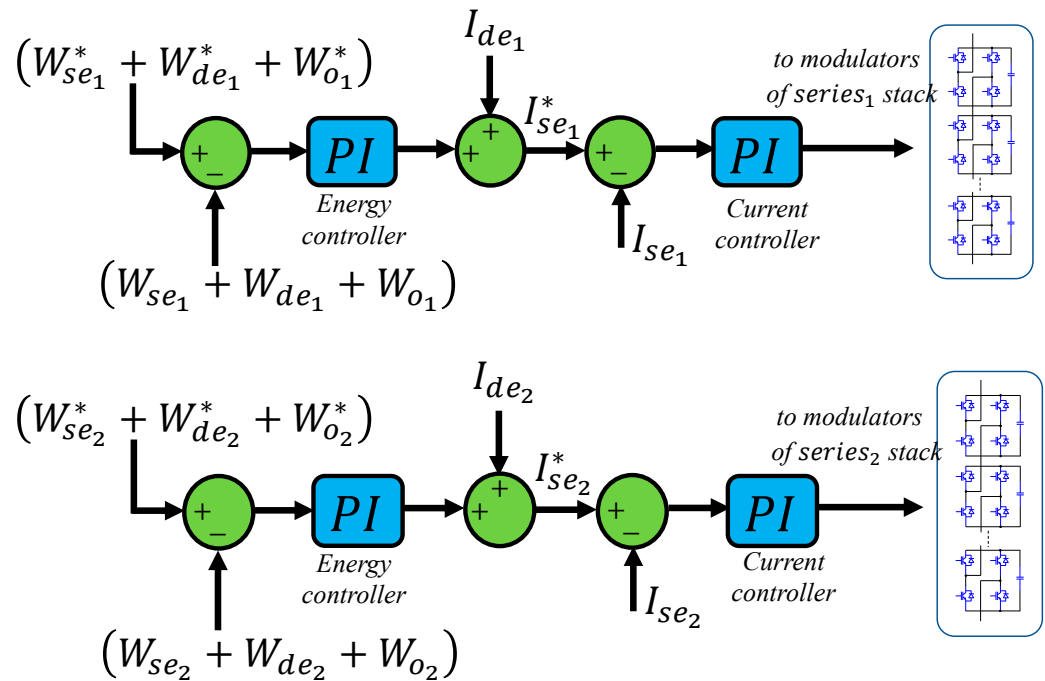 I_{de_1}
(W^*_{se_1} + W^*_{de_1} + W^*_{o_1})
to modulators
of series_1 stack
I^*_{se_1}
+
−
PI
+
+
+
−
PI
Energy
controller
Current
controller
I_{se_1}
(W_{se_1} + W_{de_1} + W_{o_1})
I_{de_2}
(W^*_{se_2} + W^*_{de_2} + W^*_{o_2})
to modulators
of series_2 stack
I^*_{se_2}
+
−
PI
+
+
+
−
PI
Energy
controller
Current
controller
I_{se_2}
(W_{se_2} + W_{de_2} + W_{o_2})